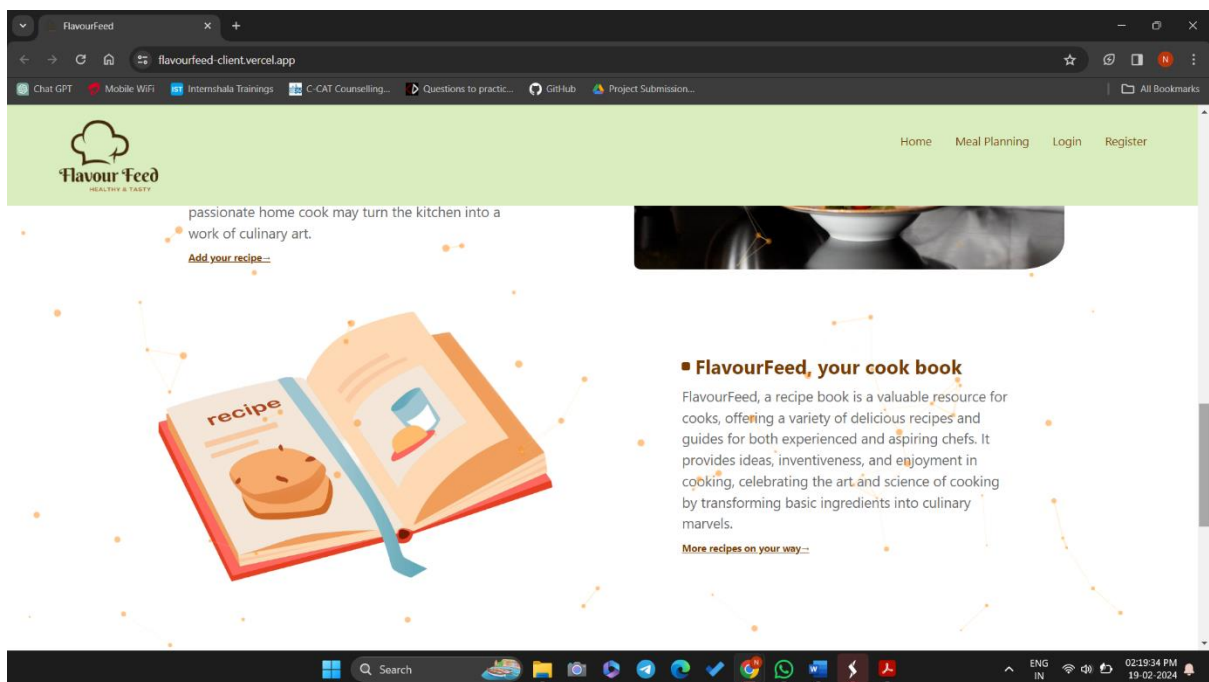 FlavourFeed
flavourfeed-client.vercel.app
Chat GPT Mobile WiFi Internshala Trainings C-CAT Counselling... Questions to practic... GitHub Project Submission... All Bookmarks
Flavour Feed
HEALTHY & TASTY
Home Meal Planning Login Register
passionate home cook may turn the kitchen into a
work of culinary art.
Add your recipe→
recipe
FlavourFeed, your cook book
FlavourFeed, a recipe book is a valuable resource for
cooks, offering a variety of delicious recipes and
guides for both experienced and aspiring chefs. It
provides ideas, inventiveness, and enjoyment in
cooking, celebrating the art and science of cooking
by transforming basic ingredients into culinary
marvels.
More recipes on your way→
Search
ENG
IN
02:19:34 PM
19-02-2024